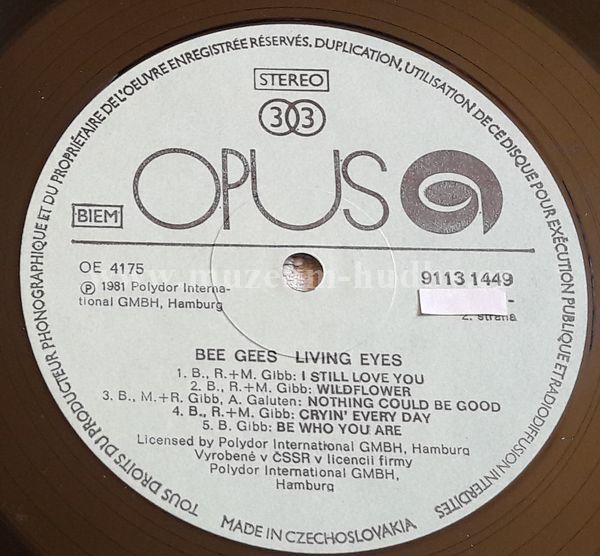 TOUS DROITS DU PRODUCTEUR PHONOGRAPHIQUE ET DU PROPRIÉTAIRE DE L'OEUVRE ENREGISTRÉE RÉSERVÉS. DUPLICATION, UTILISATION DE CE DISQUE POUR EXÉCUTION PUBLIQUE ET RADIODIFFUSION INTERDITES
STEREO
33
OPUS
BIEM
OE 4175
9113 1449
℗ 1981 Polydor Interna-
tional GMBH, Hamburg
2. strana
BEE GEES LIVING EYES
1. B., R.+M. Gibb: I STILL LOVE YOU
2. B., R.+M. Gibb: WILDFLOWER
3. B., M.+R. Gibb, A. Galuten: NOTHING COULD BE GOOD
4. B., R.+M. Gibb: CRYIN' EVERY DAY
5. B. Gibb: BE WHO YOU ARE
Licensed by Polydor International GMBH, Hamburg
Vyrobené v ČSSR v licencii firmy
Polydor International GMBH,
Hamburg
MADE IN CZECHOSLOVAKIA